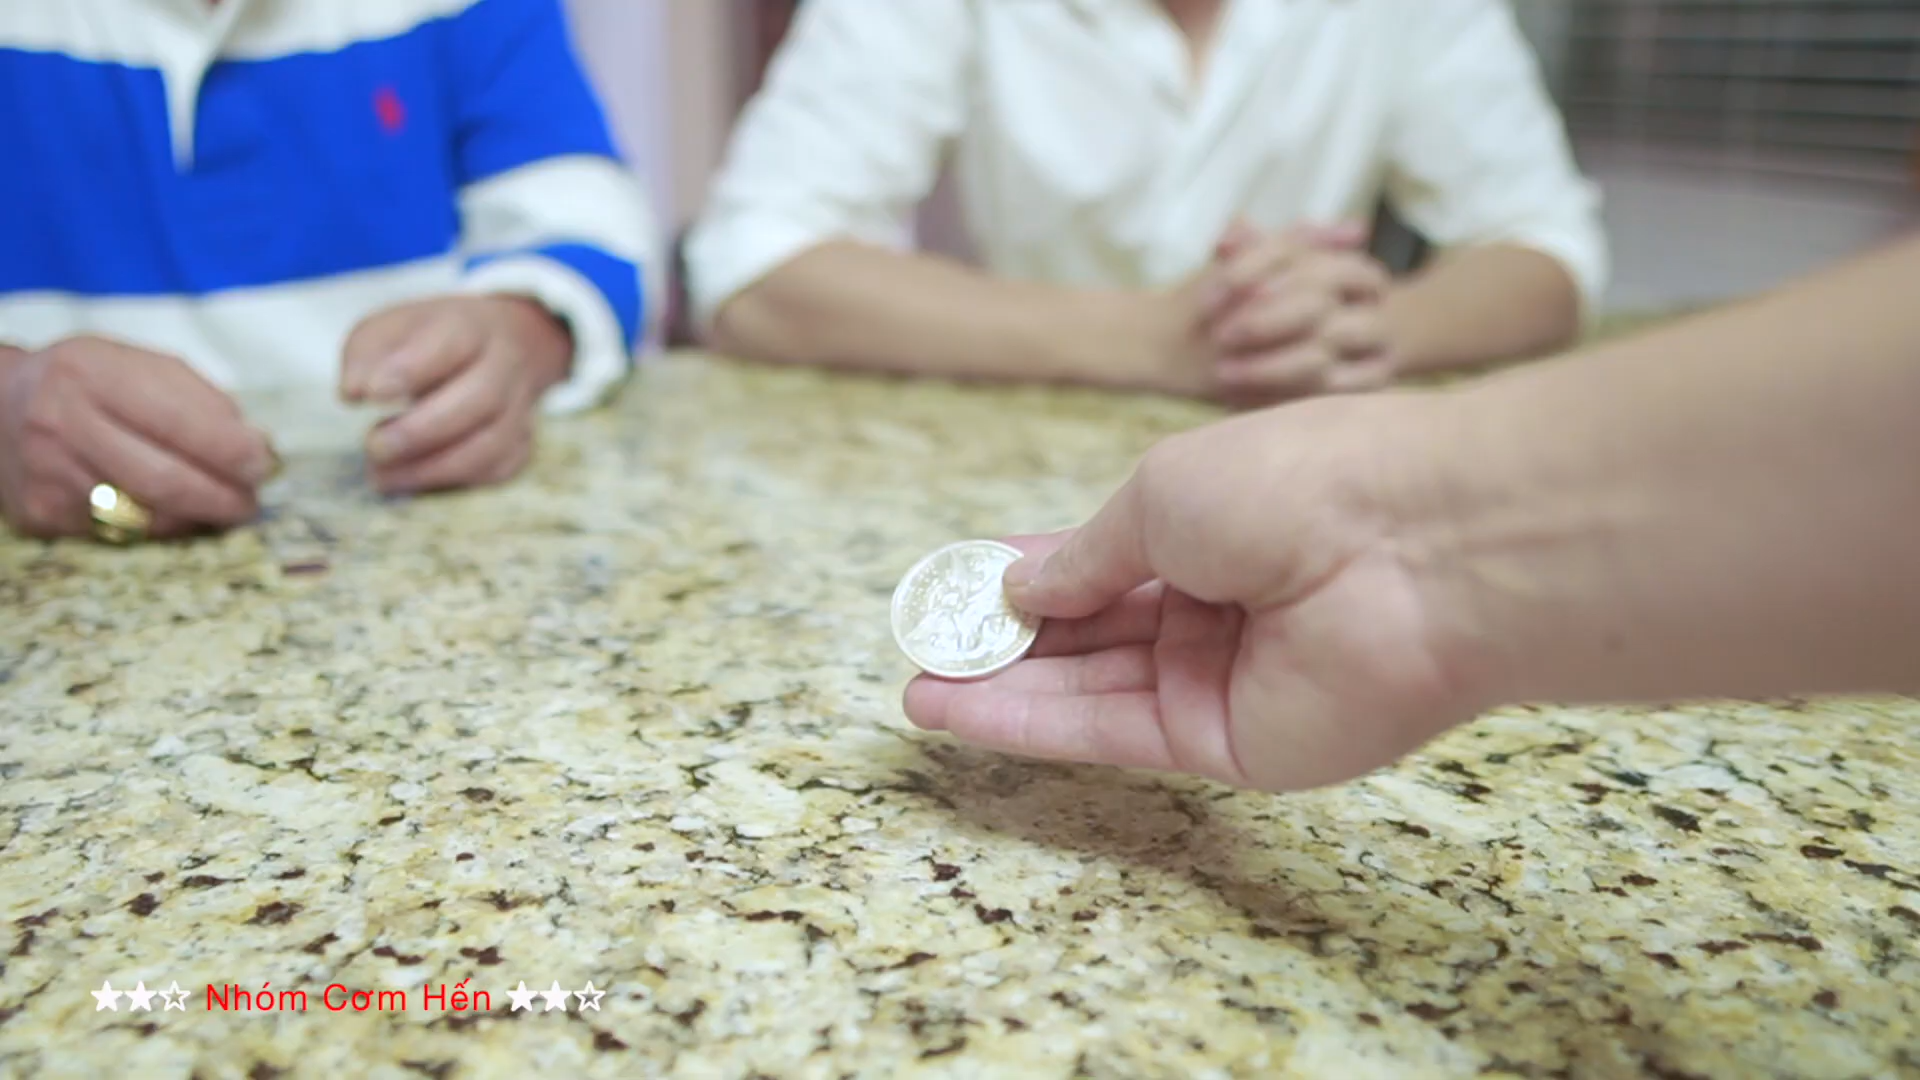 ★★☆ Nhóm Cơm Hến ★★☆